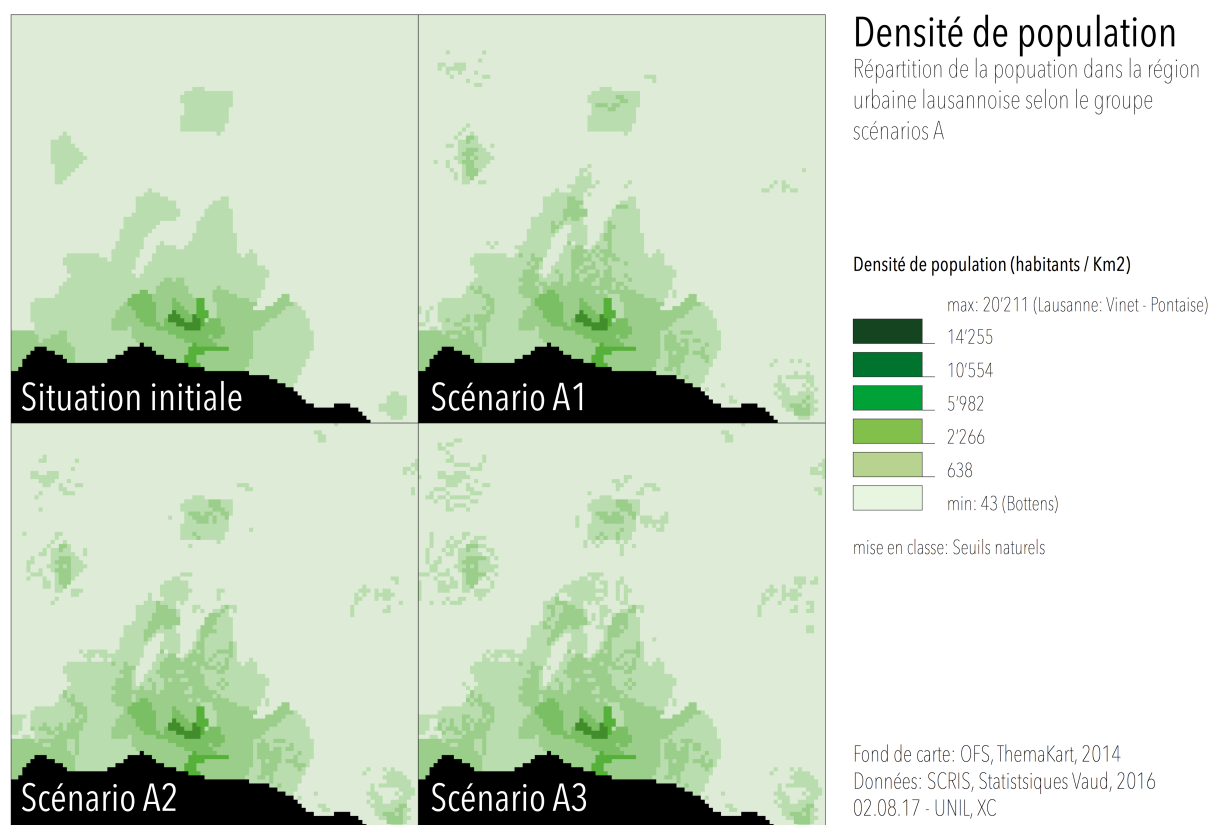 Densité de population
Répartition de la popuation dans la région
urbaine lausannoise selon le groupe
scénarios A
Densité de population (habitants / Km2)
max: 20'211 (Lausanne: Vinet - Pontaise)
14'255
10'554
5'982
2'266
638
min: 43 (Bottens)
mise en classe: Seuils naturels
Situation initiale
Scénario A1
Scénario A2
Scénario A3
Fond de carte: OFS, ThemaKart, 2014
Données: SCRIS, Statistsiques Vaud, 2016
02.08.17 - UNIL, XC